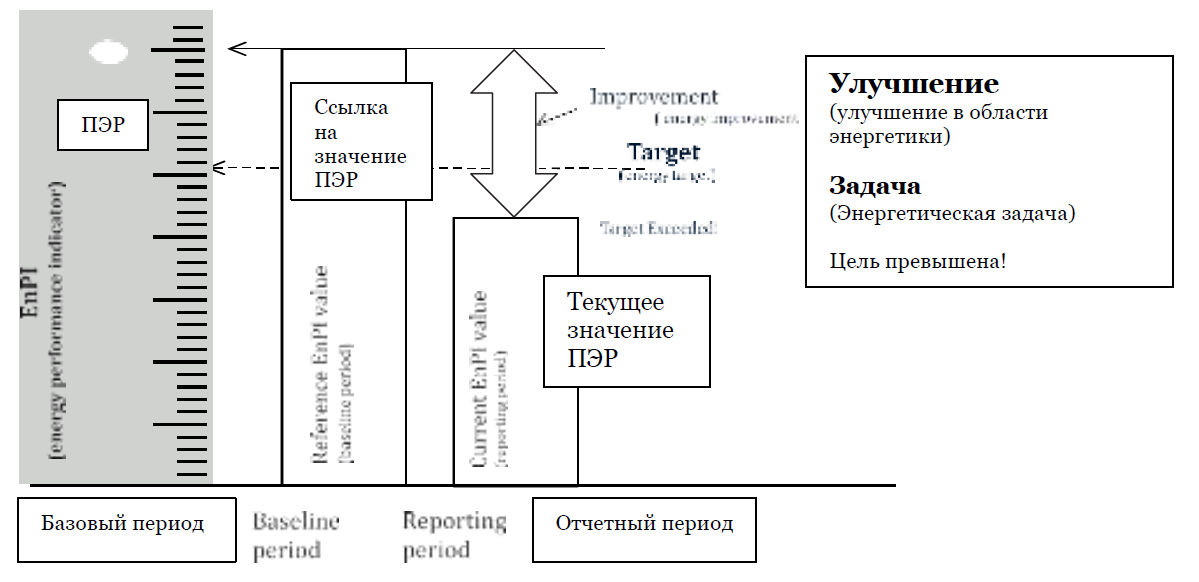 ПЭР
EnPI
(energy performance indicator)
Ссылка
на
значение
ПЭР
Reference EnPI value
(baseline period)
Current EnPI value
(reporting period)
Improvement
( energy improvement
Target
(energy target)
Target Exceeded!
Текущее
значение
ПЭР
Улучшение
(улучшение в области
энергетики)
Задача
(Энергетическая задача)
Цель превышена!
Базовый период
Baseline
period
Reporting
period
Отчетный период